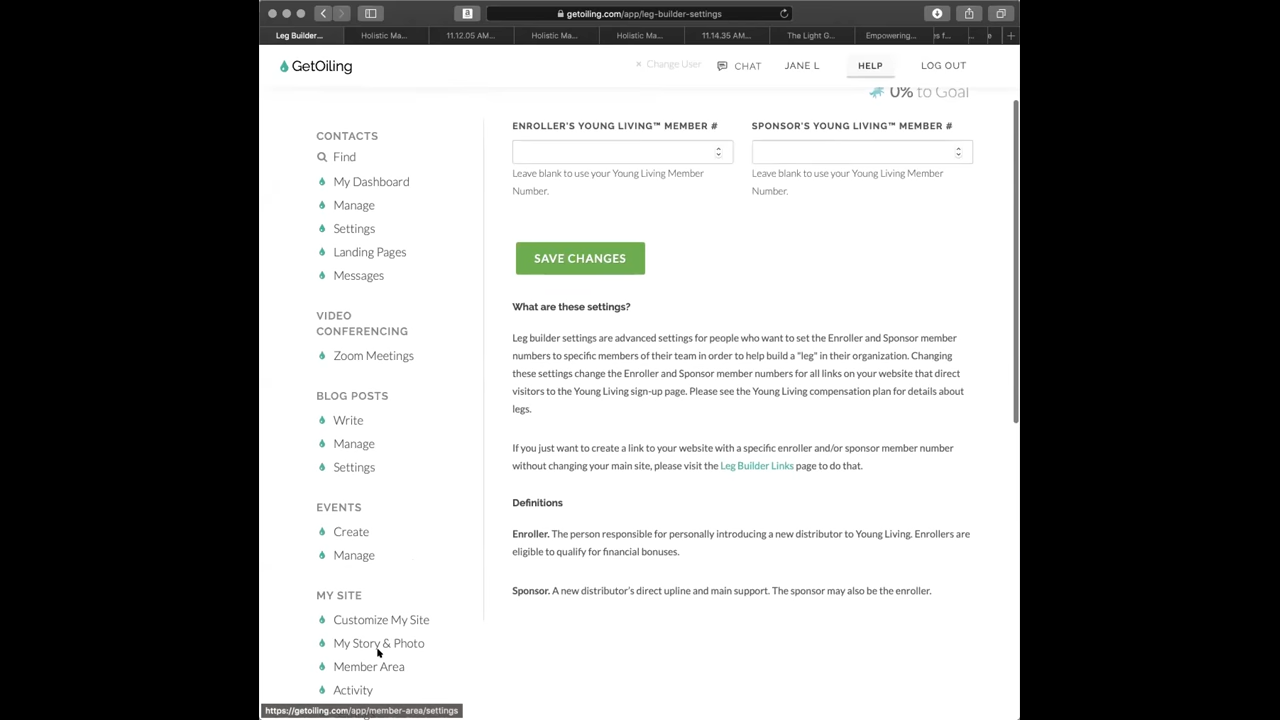 getoiling.com/app/leg-builder-settings
Leg Builder...
Holistic Ma...
11.12.05 AM...
Holistic Ma...
Holistic Ma...
11.14.35 AM...
The Light G...
Empowering...
GetOiling
× Change User
CHAT
JANE L
HELP
LOG OUT
0% to Goal
CONTACTS
Find
My Dashboard
Manage
Settings
Landing Pages
Messages
VIDEO
CONFERENCING
Zoom Meetings
BLOG POSTS
Write
Manage
Settings
EVENTS
Create
Manage
MY SITE
Customize My Site
My Story & Photo
Member Area
Activity
ENROLLER'S YOUNG LIVING™ MEMBER #
Leave blank to use your Young Living Member
Number.
SPONSOR'S YOUNG LIVING™ MEMBER #
Leave blank to use your Young Living Member
Number.
SAVE CHANGES
What are these settings?
Leg builder settings are advanced settings for people who want to set the Enroller and Sponsor member
numbers to specific members of their team in order to help build a "leg" in their organization. Changing
these settings change the Enroller and Sponsor member numbers for all links on your website that direct
visitors to the Young Living sign-up page. Please see the Young Living compensation plan for details about
legs.
If you just want to create a link to your website with a specific enroller and/or sponsor member number
without changing your main site, please visit the Leg Builder Links page to do that.
Definitions
Enroller. The person responsible for personally introducing a new distributor to Young Living. Enrollers are
eligible to qualify for financial bonuses.
Sponsor. A new distributor's direct upline and main support. The sponsor may also be the enroller.
https://getoiling.com/app/member-area/settings